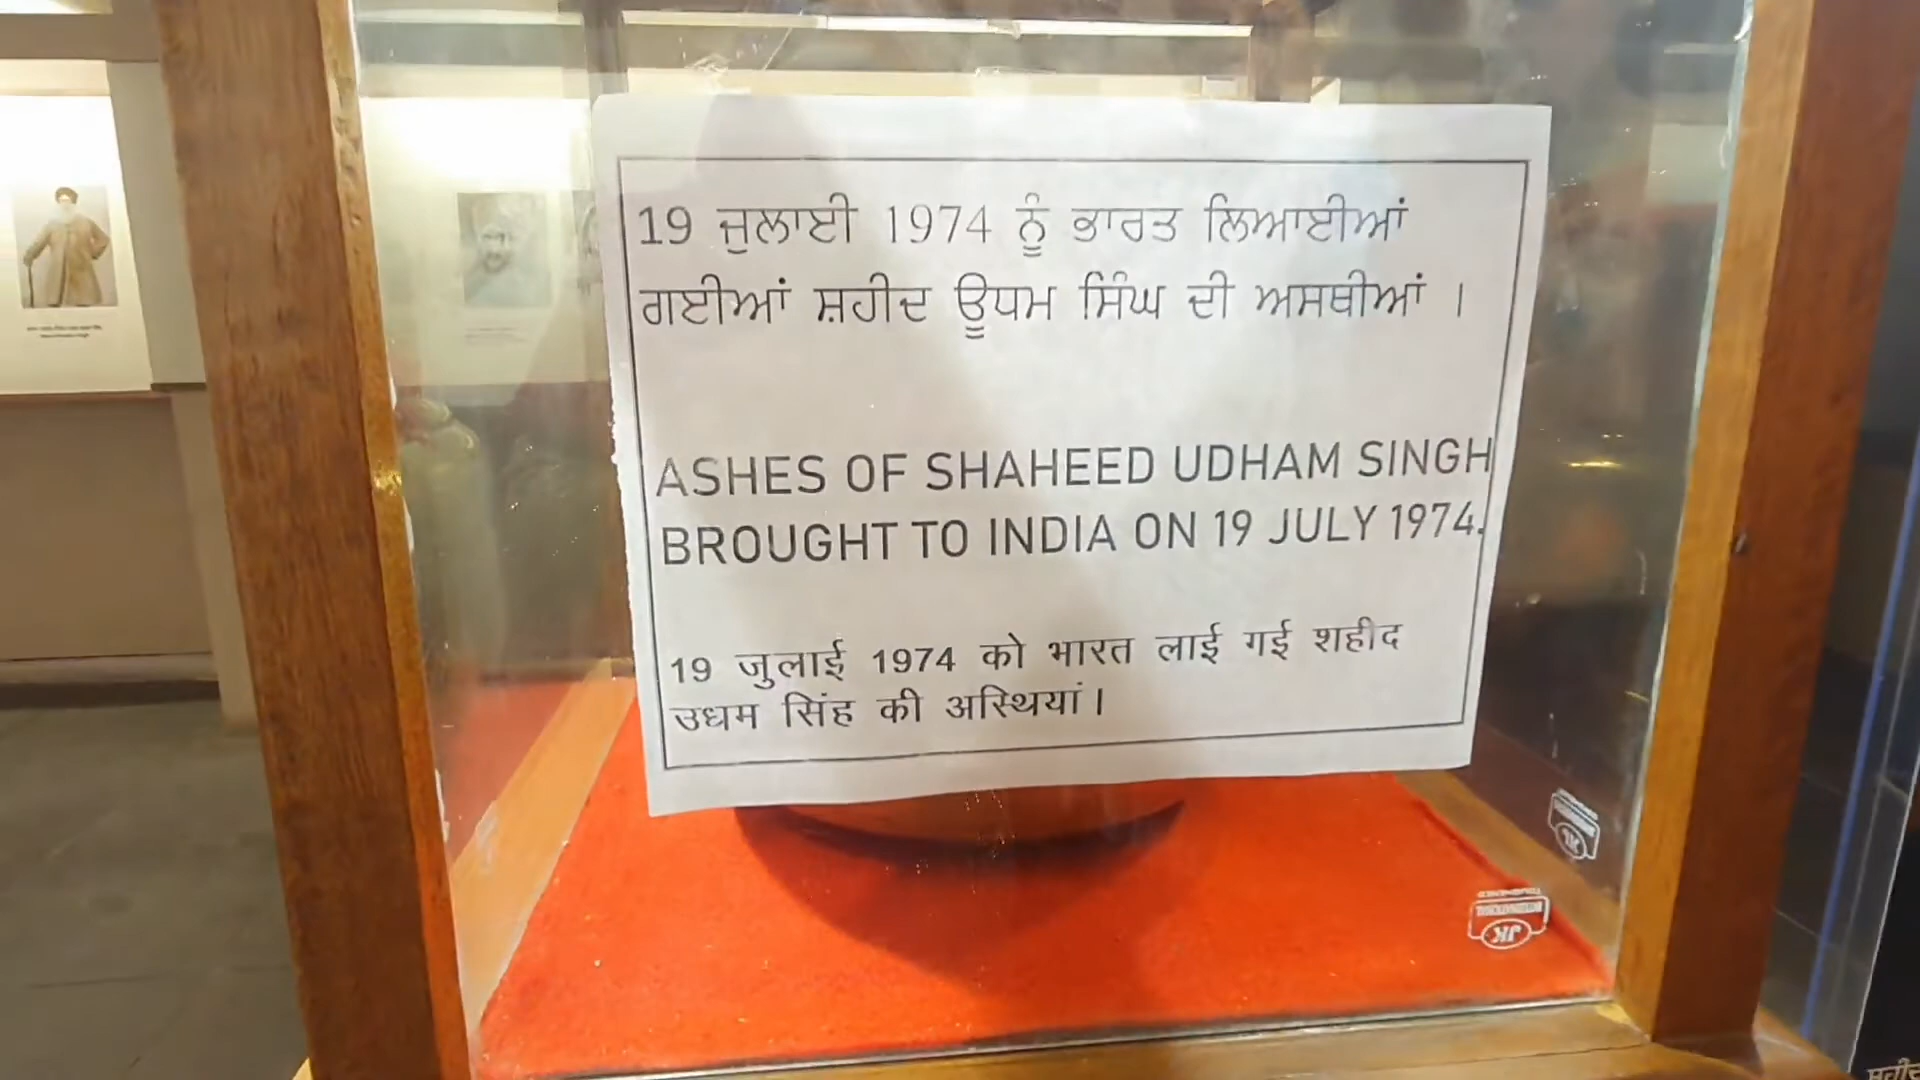 19 ਜੁਲਾਈ 1974 ਨੂੰ ਭਾਰਤ ਲਿਆਈਆਂ
ਗਈਆਂ ਸ਼ਹੀਦ ਊਧਮ ਸਿੰਘ ਦੀ ਅਸਥੀਆਂ ।
ASHES OF SHAHEED UDHAM SINGH
BROUGHT TO INDIA ON 19 JULY 1974.
19 जुलाई 1974 को भारत लाई गई शहीद
उधम सिंह की अस्थियां।
JK